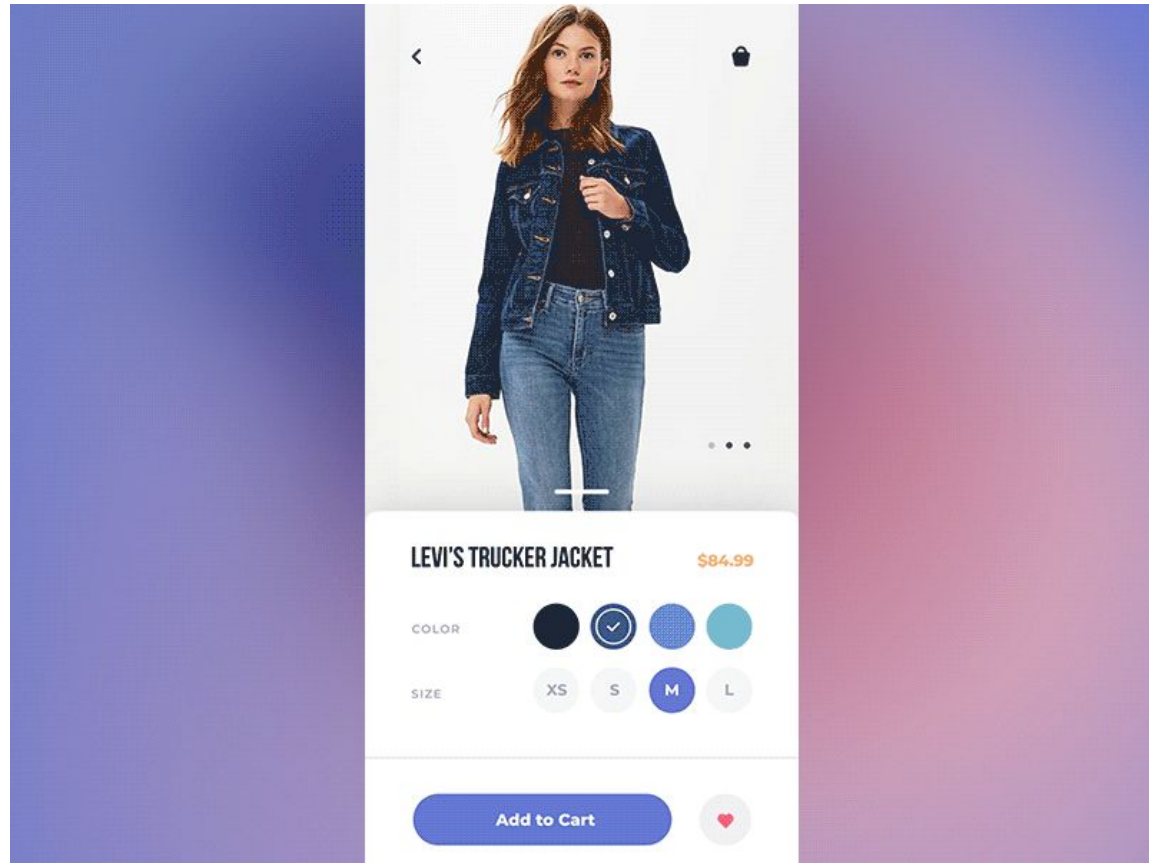 LEVI'S TRUCKER JACKET
$84.99
COLOR
SIZE
XS S M L
Add to Cart